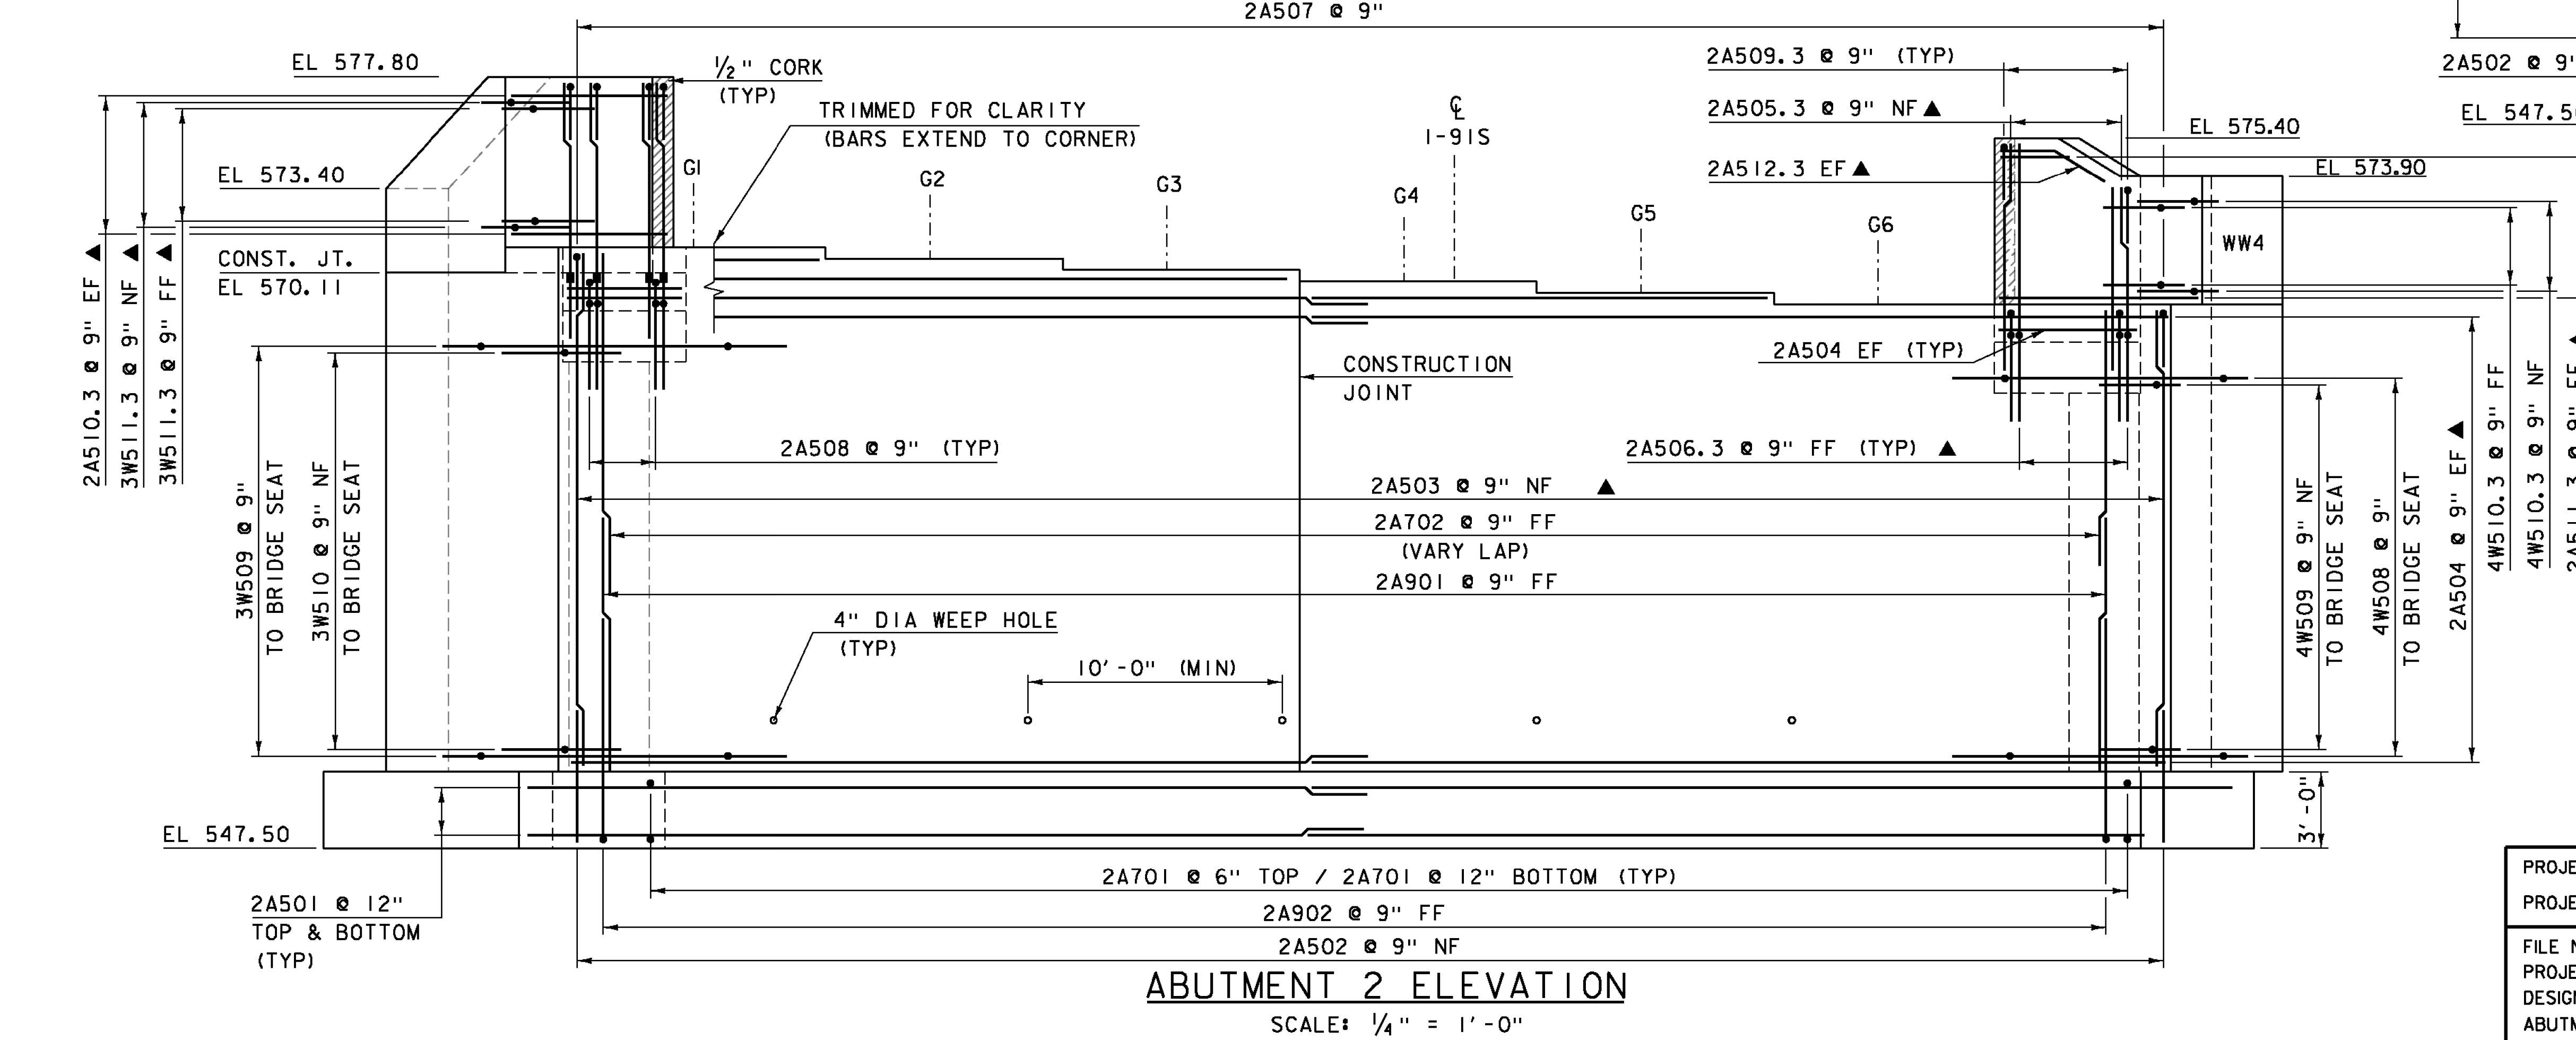 2A507 @ 9"
EL 577.80
1/2" CORK
(TYP)
TRIMMED FOR CLARITY
(BARS EXTEND TO CORNER)
℄
I-91S
2A509.3 @ 9" (TYP)
2A505.3 @ 9" NF▲
2A512.3 EF▲
2A502 @ 9"
EL 575.40
EL 573.90
EL 573.40
G1
G2
G3
G4
G5
G6
WW4
CONST. JT.
EL 570.11
2A510.3 @ 9" EF ▲
3W511.3 @ 9" NF ▲
3W511.3 @ 9" FF ▲
CONSTRUCTION
JOINT
2A504 EF (TYP)
2A508 @ 9" (TYP)
2A506.3 @ 9" FF (TYP) ▲
2A503 @ 9" NF ▲
2A702 @ 9" FF
(VARY LAP)
2A901 @ 9" FF
3W509 @ 9"
TO BRIDGE SEAT
3W510 @ 9" NF
TO BRIDGE SEAT
4W509 @ 9" NF
TO BRIDGE SEAT
4W508 @ 9"
TO BRIDGE SEAT
2A504 @ 9" EF ▲
4W510.3 @ 9" FF
4W510.3 @ 9" NF
4" DIA WEEP HOLE
(TYP)
10'-0" (MIN)
3'-0"
EL 547.50
2A701 @ 6" TOP / 2A701 @ 12" BOTTOM (TYP)
2A902 @ 9" FF
2A502 @ 9" NF
2A501 @ 12"
TOP & BOTTOM
(TYP)
ABUTMENT 2 ELEVATION
SCALE: 1/4" = 1'-0"
PROJE
PROJE
FILE N
PROJE
DESIG
ABUTM